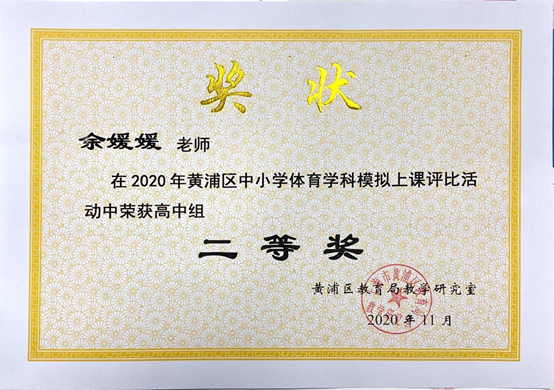 奖状
余媛媛 老师
在2020年黄浦区中小学体育学科模拟上课评比活
动中荣获高中组
二等奖
黄浦区教育局教学研究室
2020年11月